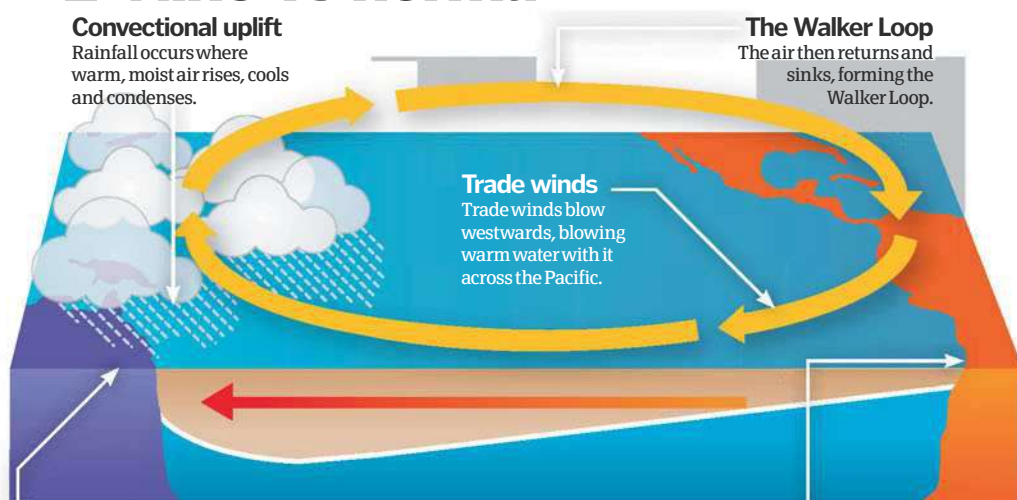 Convectional uplift
Rainfall occurs where
warm, moist air rises, cools
and condenses.
The Walker Loop
The air then returns and
sinks, forming the
Walker Loop.
Trade winds
Trade winds blow
westwards, blowing
warm water with it
across the Pacific.